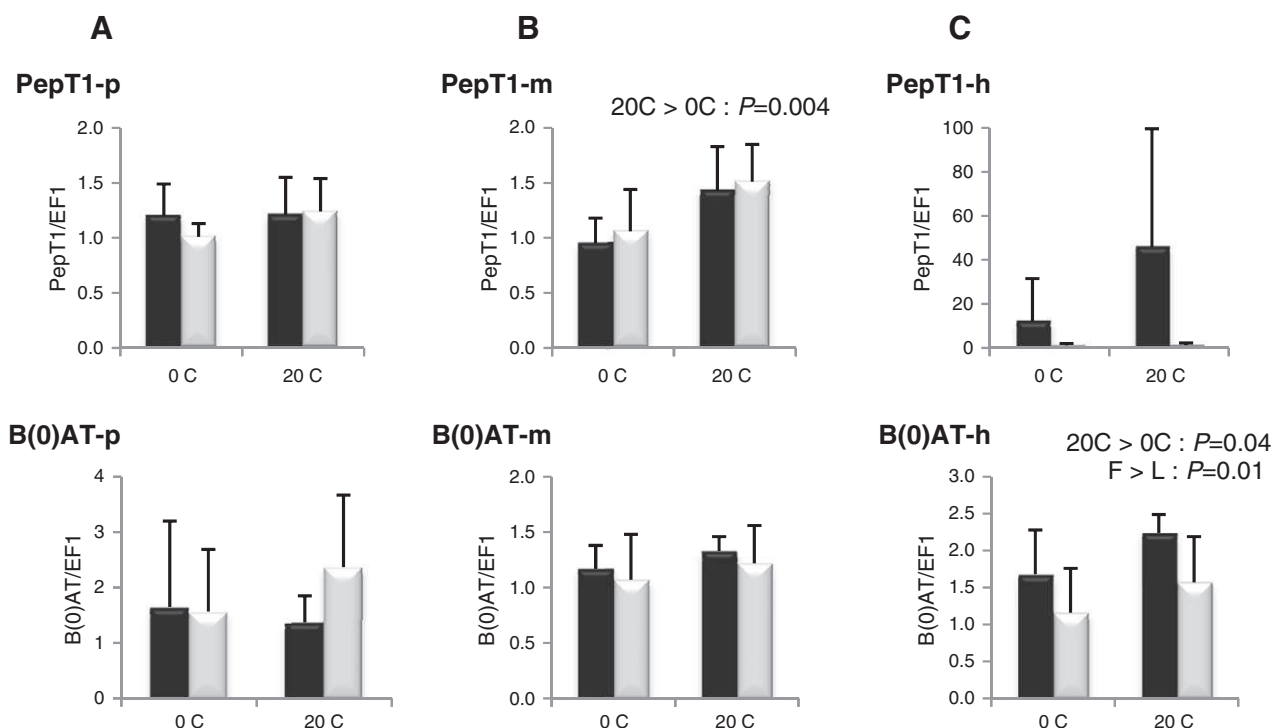 A
PepT1-p
2.0
1.5
1.0
0.5
0.0
PepT1/EF1
0 C
20 C
B
PepT1-m
20C > 0C : P=0.004
2.0
1.5
1.0
0.5
0.0
PepT1/EF1
0 C
20 C
C
PepT1-h
100
80
60
40
20
0
PepT1/EF1
0 C
20 C
B(0)AT-p
4
3
2
1
0
B(0)AT/EF1
0 C
20 C
B(0)AT-m
2.0
1.5
1.0
0.5
0.0
B(0)AT/EF1
0 C
20 C
B(0)AT-h
20C > 0C : P=0.04
F > L : P=0.01
3.0
2.5
2.0
1.5
1.0
0.5
0.0
B(0)AT/EF1
0 C
20 C